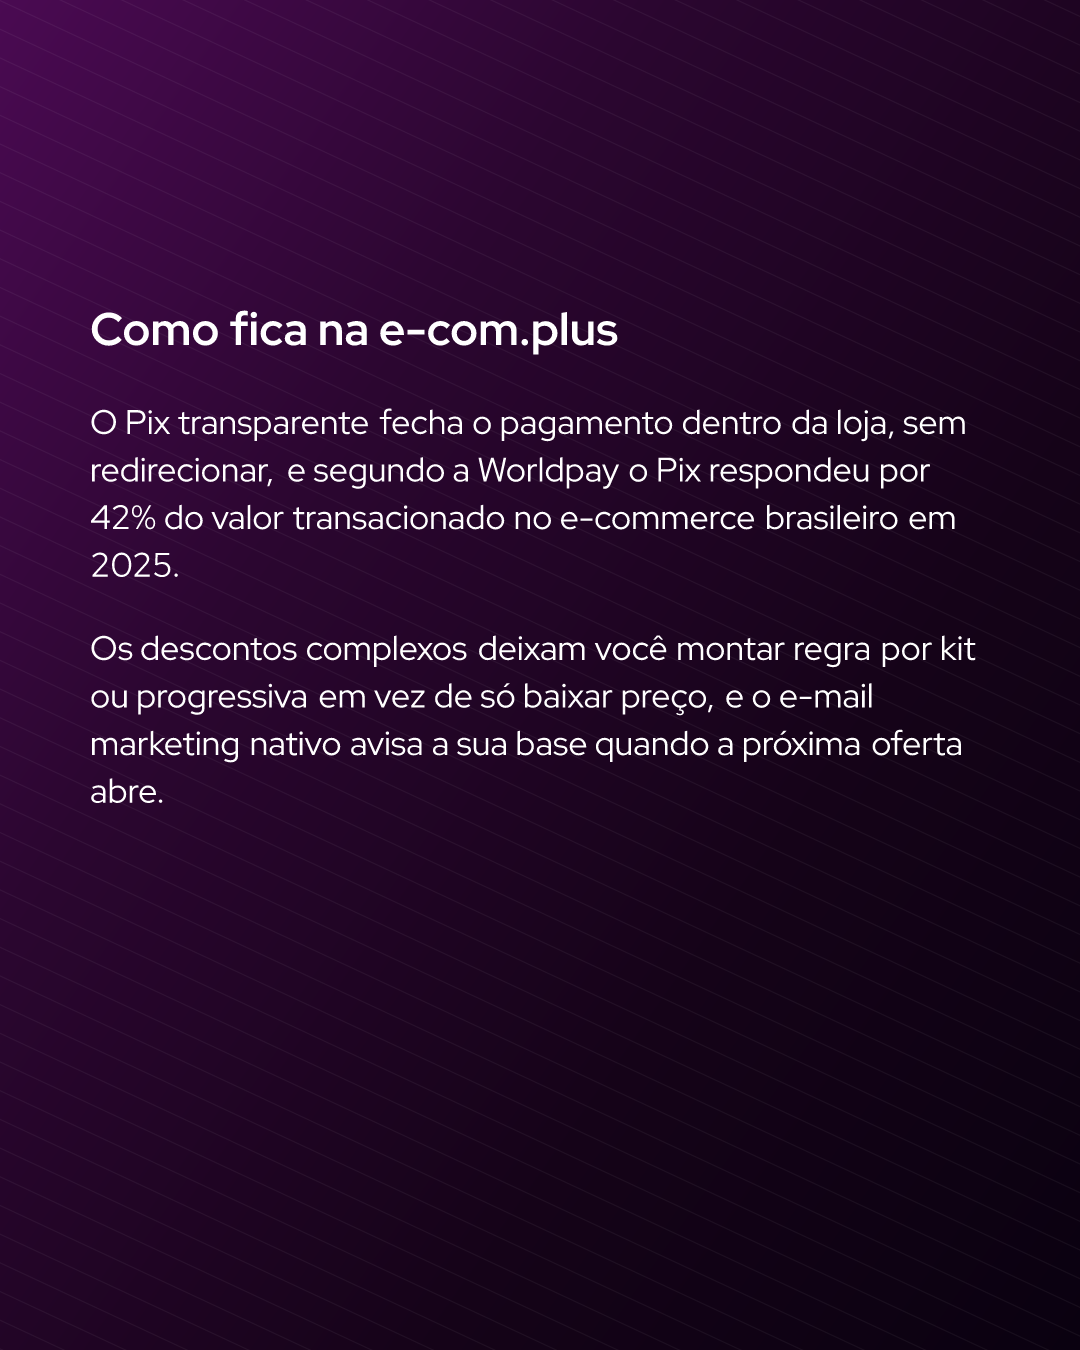 Como fica na e-com.plus
O Pix transparente fecha o pagamento dentro da loja, sem
redirecionar, e segundo a Worldpay o Pix respondeu por
42% do valor transacionado no e-commerce brasileiro em
2025.
Os descontos complexos deixam você montar regra por kit
ou progressiva em vez de só baixar preço, e o e-mail
marketing nativo avisa a sua base quando a próxima oferta
abre.